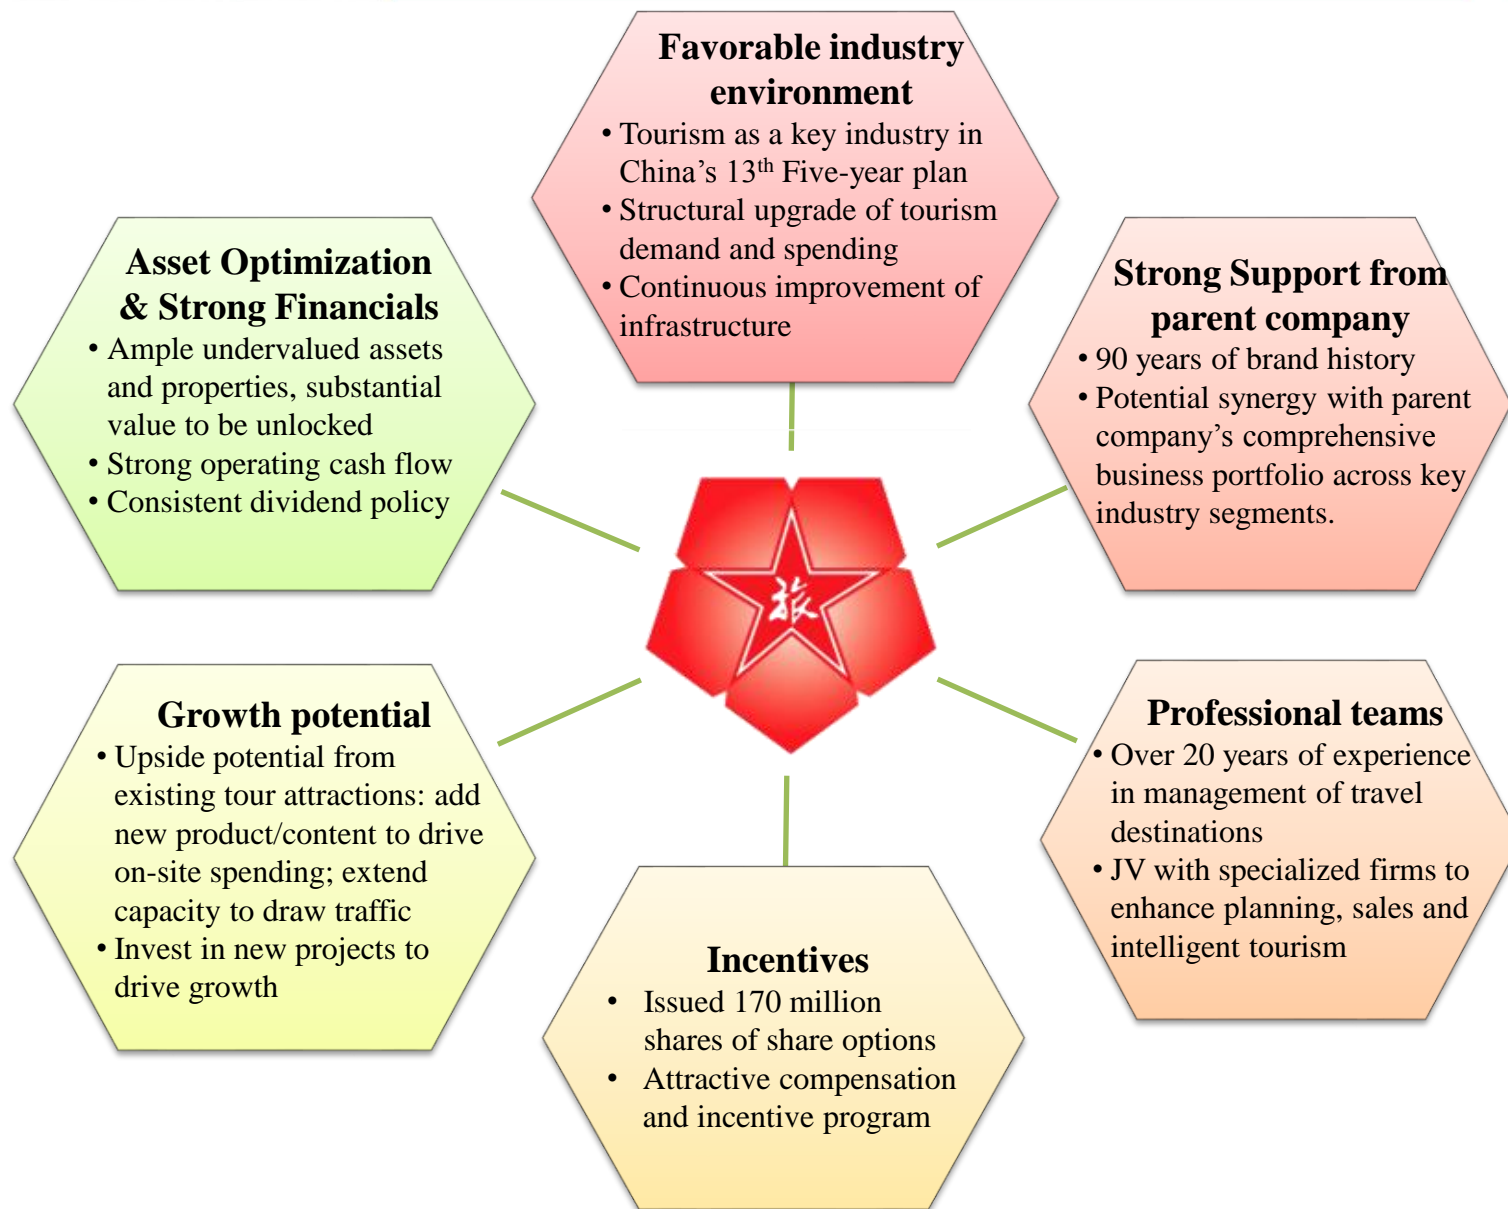 Favorable industry
environment
• Tourism as a key industry in
China’s 13th Five-year plan
• Structural upgrade of tourism
demand and spending
• Continuous improvement of
infrastructure
Asset Optimization
& Strong Financials
• Ample undervalued assets
and properties, substantial
value to be unlocked
• Strong operating cash flow
• Consistent dividend policy
Strong Support from
parent company
• 90 years of brand history
• Potential synergy with parent
company’s comprehensive
business portfolio across key
industry segments.
旅
Growth potential
• Upside potential from
existing tour attractions: add
new product/content to drive
on-site spending; extend
capacity to draw traffic
• Invest in new projects to
drive growth
Professional teams
• Over 20 years of experience
in management of travel
destinations
• JV with specialized firms to
enhance planning, sales and
intelligent tourism
Incentives
• Issued 170 million
shares of share options
• Attractive compensation
and incentive program